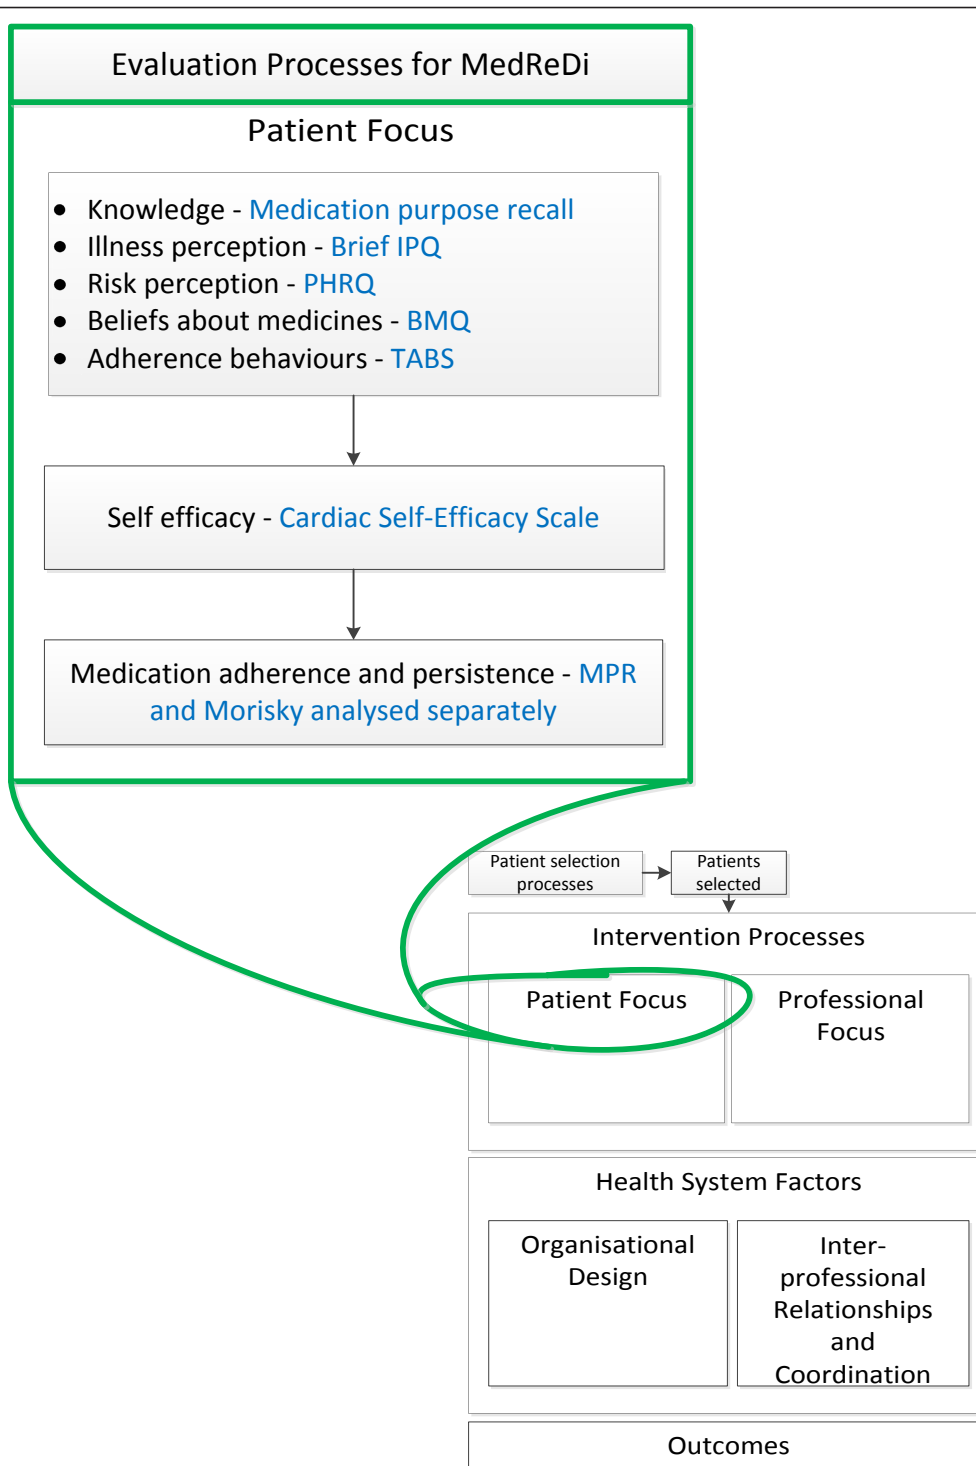 Evaluation Processes for MedReDi
Patient Focus
• Knowledge - Medication purpose recall
• Illness perception - Brief IPQ
• Risk perception - PHRQ
• Beliefs about medicines - BMQ
• Adherence behaviours - TABS
Self efficacy - Cardiac Self-Efficacy Scale
Medication adherence and persistence - MPR
and Morisky analysed separately
Patient selection
processes
Patients
selected
Intervention Processes
Patient Focus
Professional
Focus
Health System Factors
Organisational
Design
Inter-
professional
Relationships
and
Coordination
Outcomes